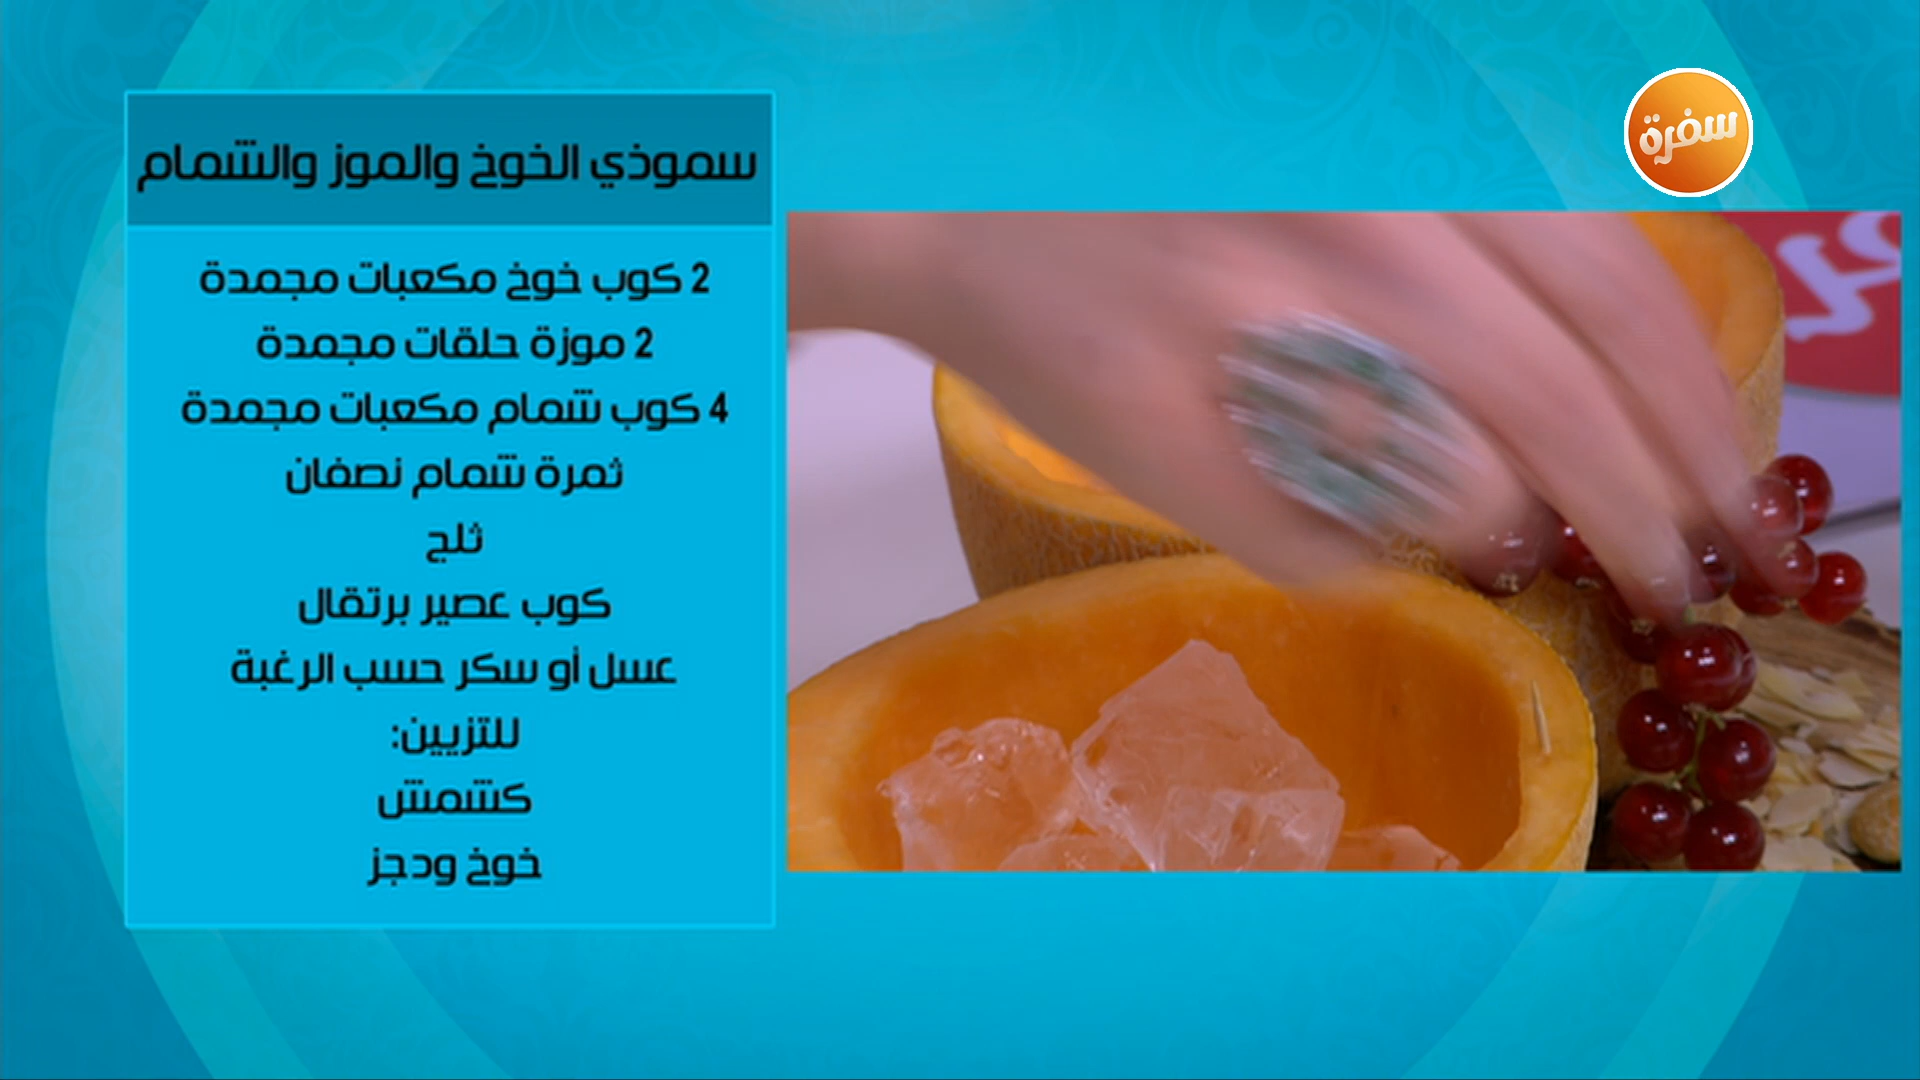 سفرة
سموذي الخوخ والموز والشمام
2 كوب خوخ مكعبات مجمدة
2 موزة حلقات مجمدة
4 كوب شمام مكعبات مجمدة
ثمرة شمام نصفان
ثلج
كوب عصير برتقال
عسل أو سكر حسب الرغبة
للتزيين:
كشمش
خوخ ودجز